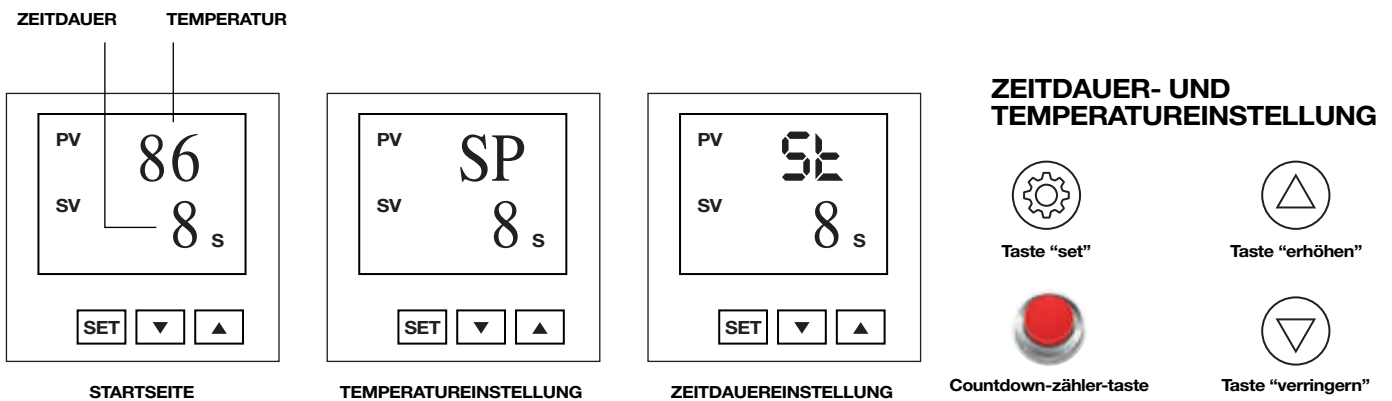 ZEITDAUER TEMPERATUR
PV 86
SV 8 S
SET ▼ ▲
STARTSEITE
PV SP
SV 8 S
SET ▼ ▲
TEMPERATUREINSTELLUNG
PV St
SV 8 S
SET ▼ ▲
ZEITDAUEREINSTELLUNG
ZEITDAUER- UND
TEMPERATUREINSTELLUNG
Taste “set”
Taste “erhöhen”
Countdown-zähler-taste
Taste “verringern”